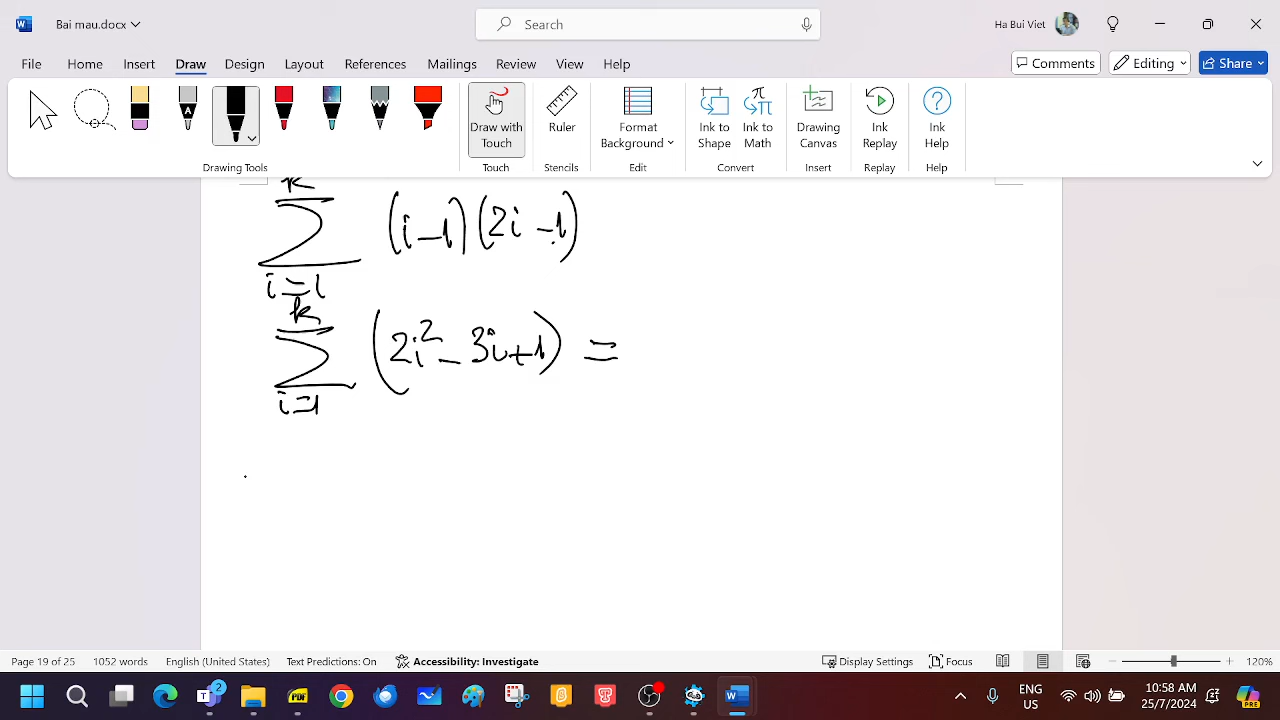 Bai mau.docx
Search
Ha Bui Viet
File Home Insert Draw Design Layout References Mailings Review View Help
Comments Editing Share
A
Draw with Touch
Ruler
Format Background
Ink to Shape
Ink to Math
Drawing Canvas
Ink Replay
Ink Help
Drawing Tools Touch Stencils Edit Convert Insert Replay Help
k
∑ (i-1)(2i-1)
i=1
k
∑ (2i²-3i+1) =
i=1
Page 19 of 25 1052 words English (United States) Text Predictions: On Accessibility: Investigate Display Settings Focus 120%
2 PDF ENG US 10:58 AM 25/7/2024 PRE